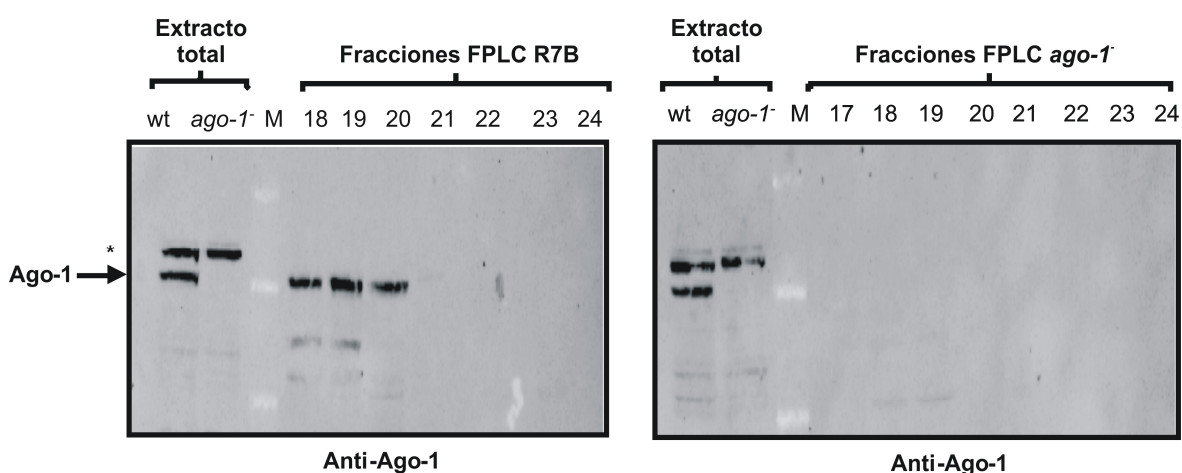 Extracto
total
Fracciones FPLC R7B
wt ago-1- M 18 19 20 21 22 23 24
*
Ago-1
Anti-Ago-1
Extracto
total
Fracciones FPLC ago-1-
wt ago-1- M 17 18 19 20 21 22 23 24
Anti-Ago-1